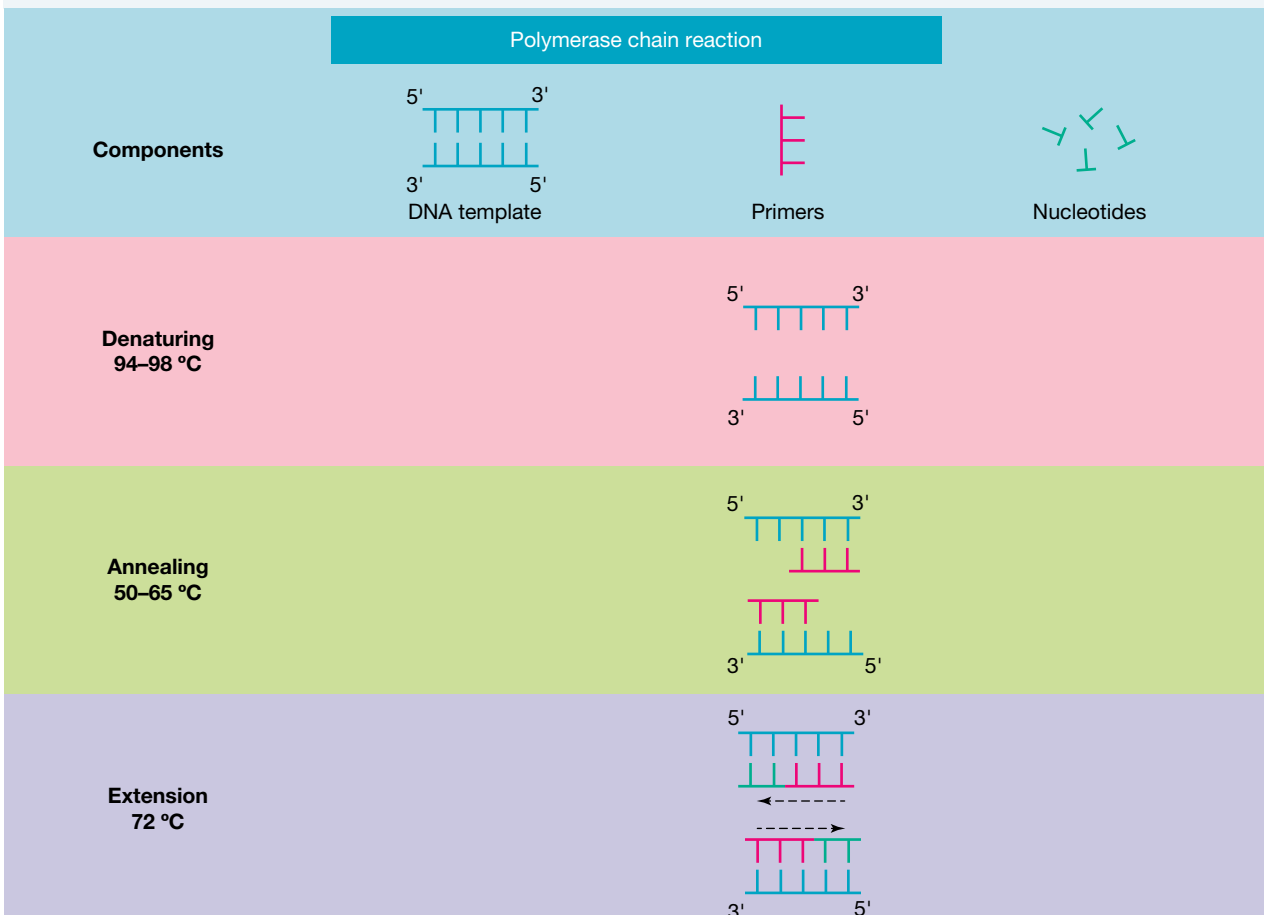 Polymerase chain reaction
5' 3'
Components
3' 5'
DNA template Primers Nucleotides
5' 3'
Denaturing
94–98 ºC
3' 5'
5' 3'
Annealing
50–65 ºC
3' 5'
5' 3'
Extension
72 ºC
3' 5'